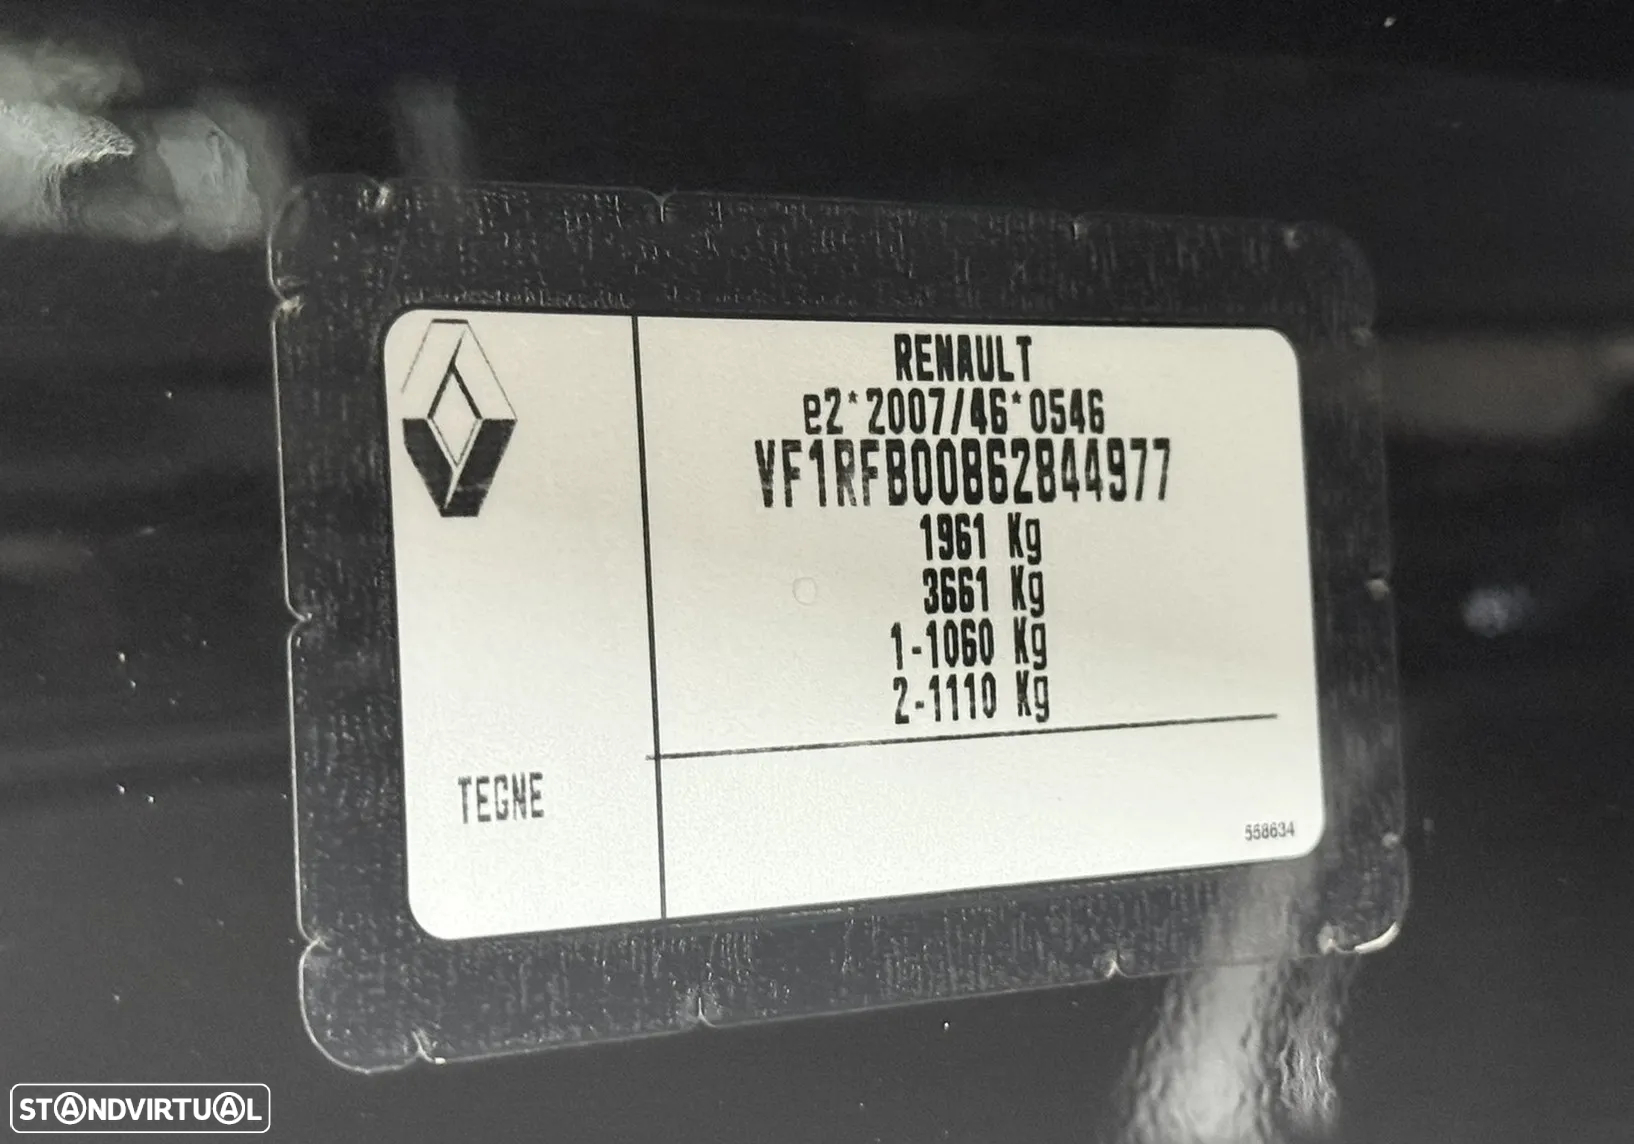 RENAULT
e2*2007/46*0546
VF1RFB00862844977
1961 Kg
3661 Kg
1-1060 Kg
2-1110 Kg
TEGNE
558634
STANDVIRTUAL